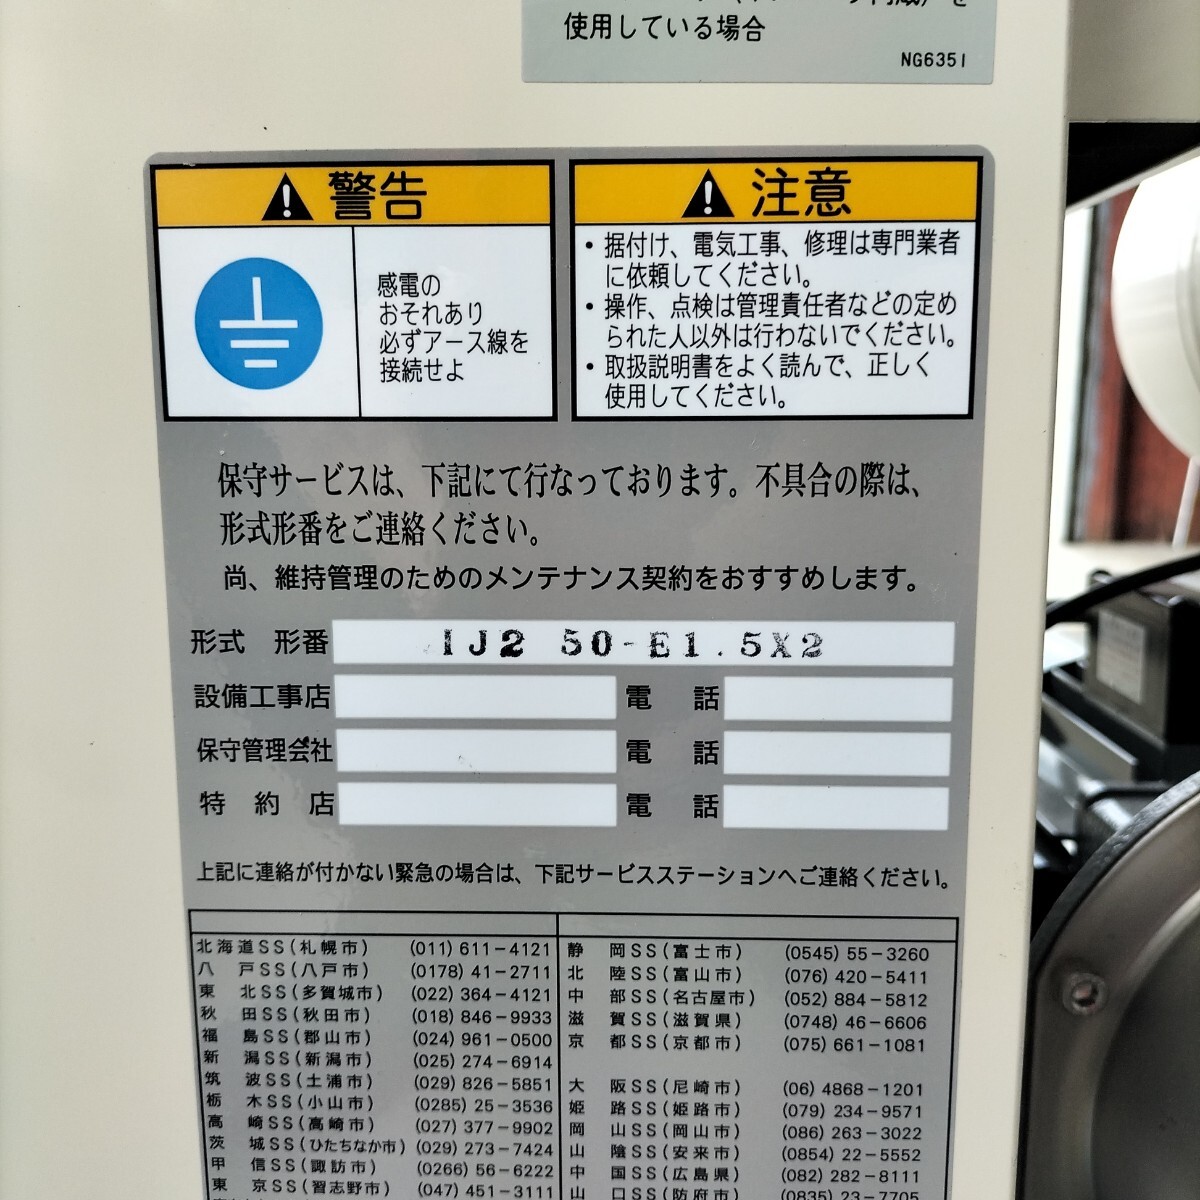 使用している場合
NG6351
警告
感電の
おそれあり
必ずアース線を
接続せよ
注意
・据付け、電気工事、修理は専門業者
に依頼してください。
・操作、点検は管理責任者などの定め
られた人以外は行わないでください。
・取扱説明書をよく読んで、正しく
使用してください。
保守サービスは、下記にて行なっております。不具合の際は、
形式形番をご連絡ください。
尚、維持管理のためのメンテナンス契約をおすすめします。
形式 形番 IJ2 50-E1.5X2
設備工事店 電話
保守管理会社 電話
特約店 電話
上記に連絡が付かない緊急の場合は、下記サービスステーションへご連絡ください。
北海道SS(札幌市) (011)611-4121
八戸SS(八戸市) (0178)41-2711
東北SS(多賀城市) (022)364-4121
秋田SS(秋田市) (018)846-9933
福島SS(郡山市) (024)961-0500
新潟SS(新潟市) (025)274-6914
筑波SS(土浦市) (029)826-5851
栃木SS(小山市) (0285)25-3536
高崎SS(高崎市) (027)377-9902
茨城SS(ひたちなか市) (029)273-7424
甲信SS(諏訪市) (0266)56-6222
東京SS(習志野市) (047)451-3111
静岡SS(富士市) (0545)55-3260
北陸SS(富山市) (076)420-5411
中部SS(名古屋市) (052)884-5812
滋賀SS(滋賀県) (0748)46-6606
京都SS(京都市) (075)661-1081
大阪SS(尼崎市) (06)4868-1201
姫路SS(姫路市) (079)234-9571
岡山SS(岡山市) (086)263-3022
山陰SS(安来市) (0854)22-5552
中国SS(広島県) (082)282-8111
山口SS(防府市) (0835)23-7705